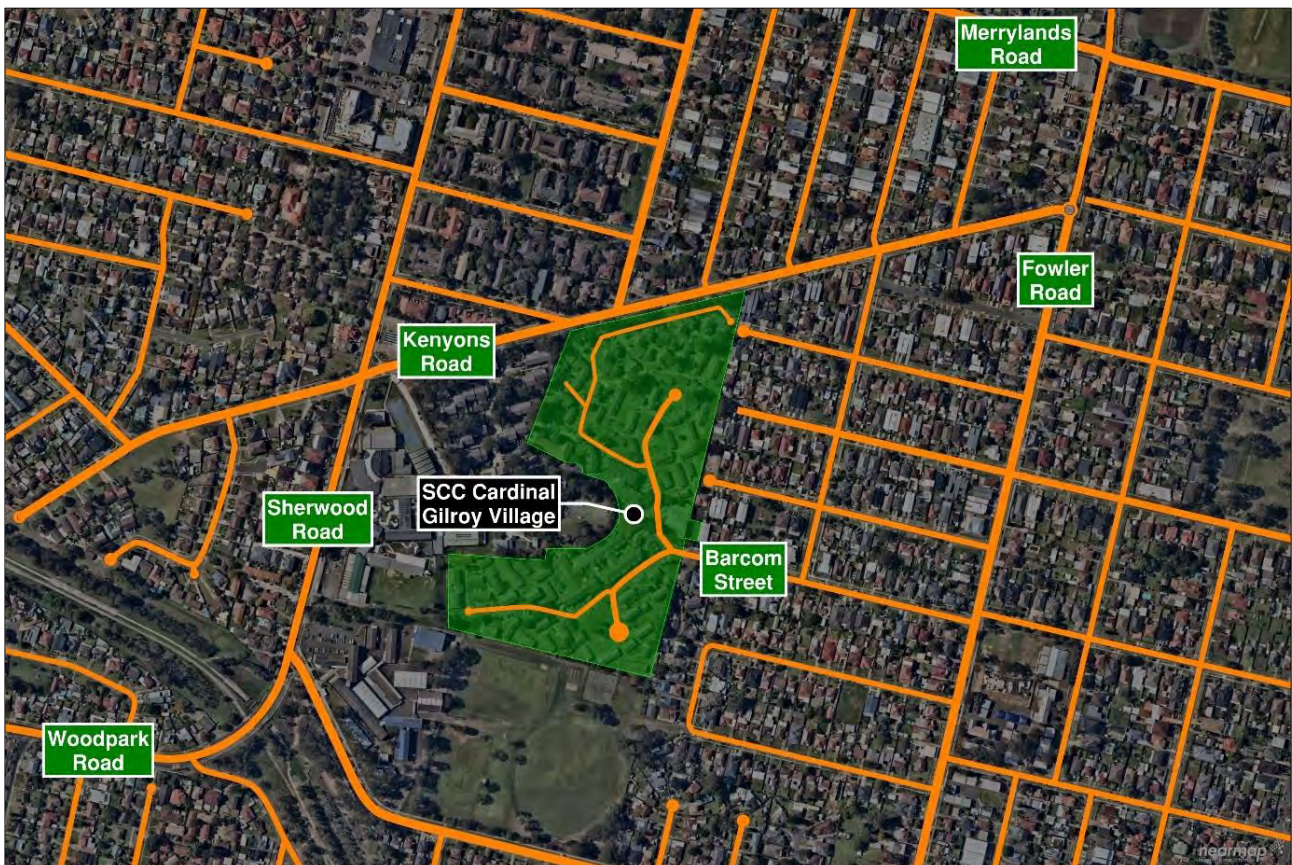 Merrylands
Road
Fowler
Road
Kenyons
Road
SCC Cardinal
Gilroy Village
Sherwood
Road
Barcom
Street
Woodpark
Road
nearmap